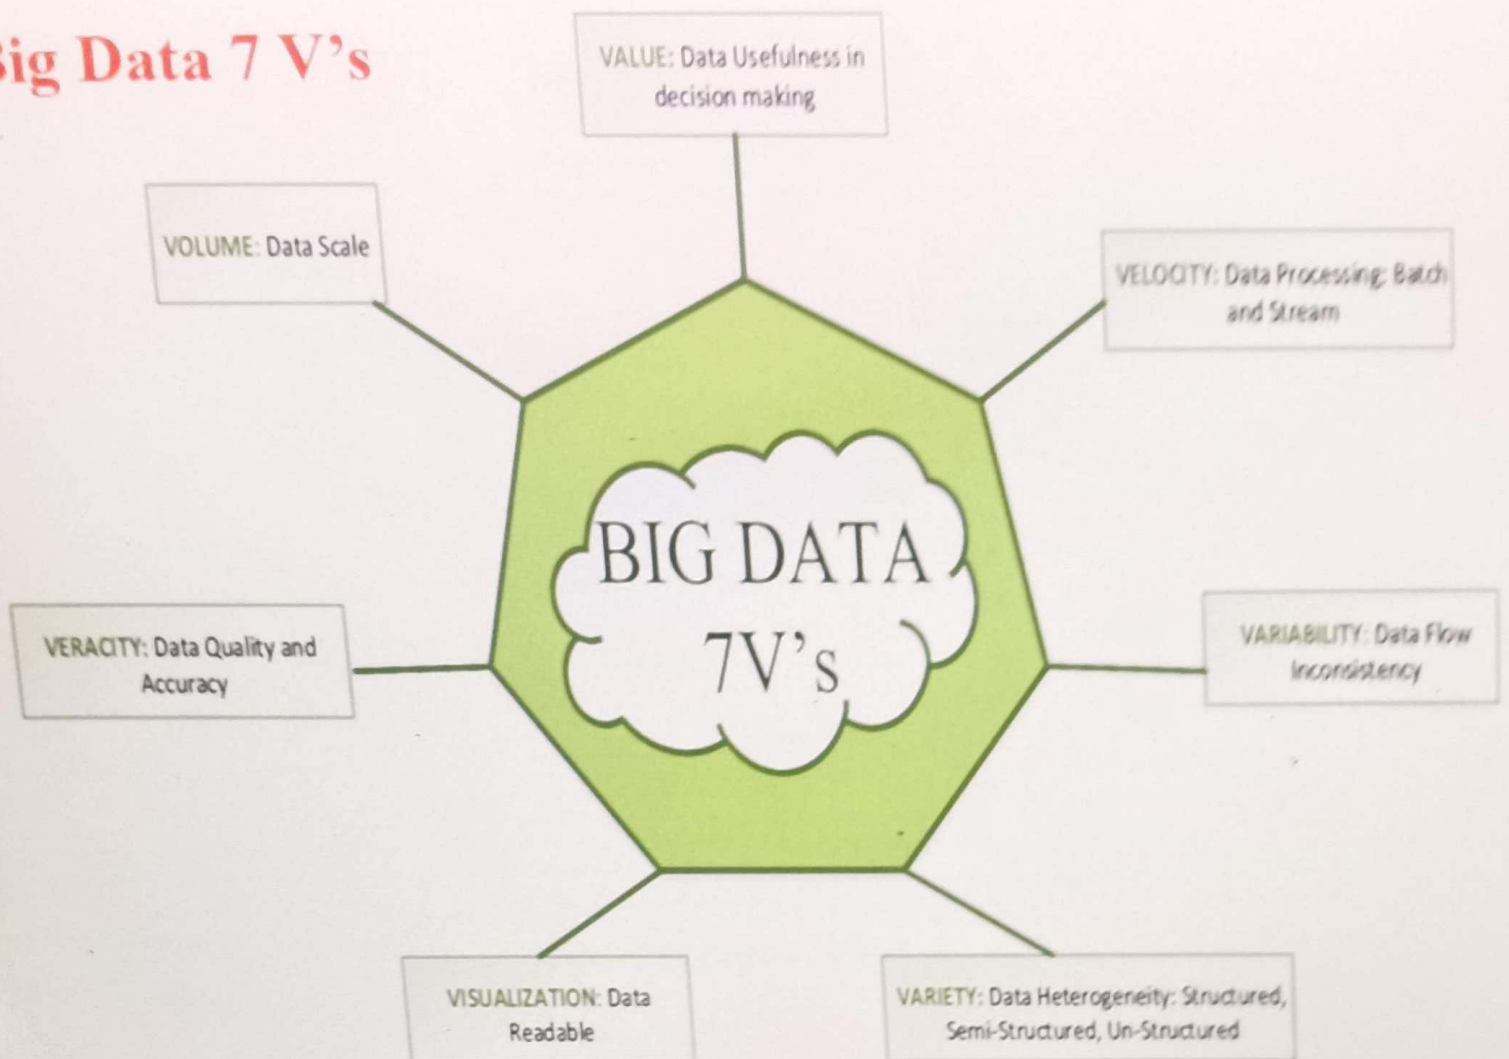 Big Data 7 V's
VALUE: Data Usefulness in
decision making
VOLUME: Data Scale
VELOCITY: Data Processing: Batch
and Stream
BIG DATA
7V's
VERACITY: Data Quality and
Accuracy
VARIABILITY: Data Flow
Inconsistency
VISUALIZATION: Data
Readable
VARIETY: Data Heterogeneity: Structured,
Semi-Structured, Un-Structured